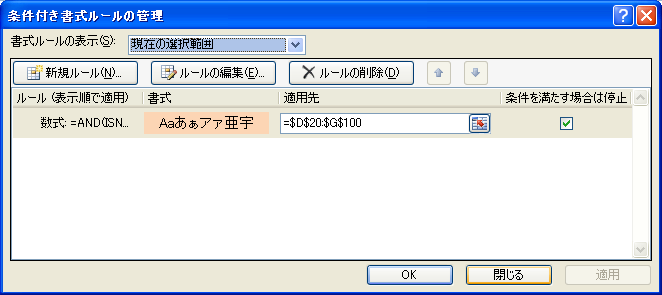 条件付き書式ルールの管理
書式ルールの表示(S): 現在の選択範囲
新規ルール(N)... ルールの編集(E)... ルールの削除(D)
ルール (表示順で適用) 書式 適用先 条件を満たす場合は停止
数式: =AND(ISN... Aaあぁアァ亜宇 =$D$20:$G$100
OK 閉じる 適用